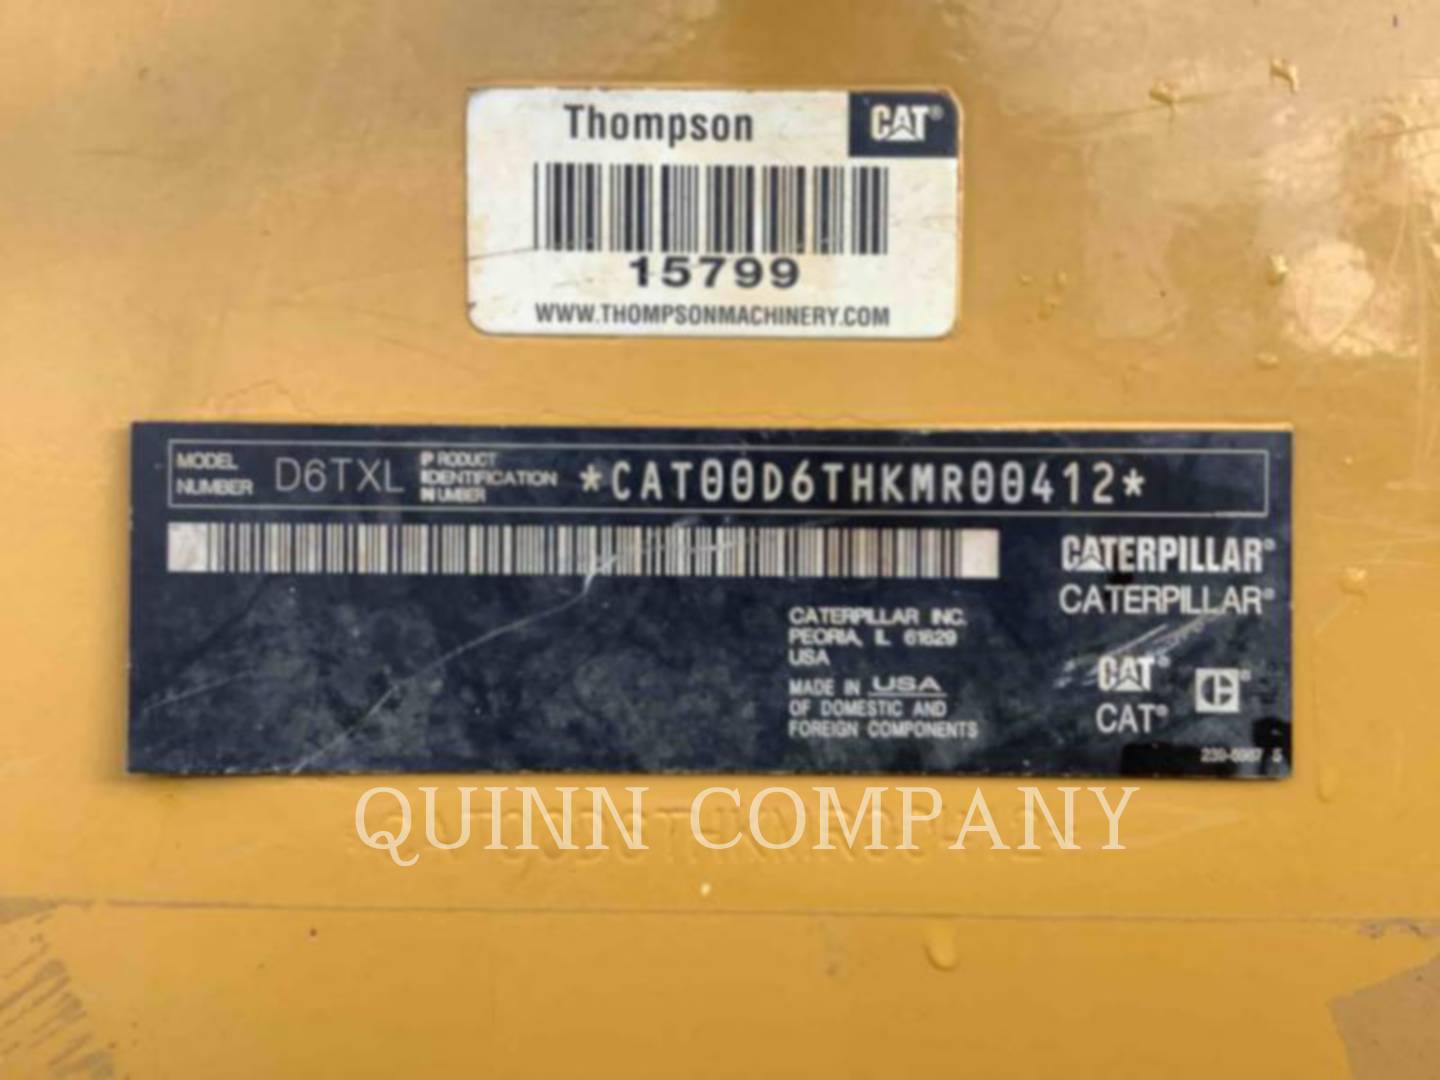 Thompson CAT®
15799
WWW.THOMPSONMACHINERY.COM
MODEL NUMBER D6TXL PRODUCT IDENTIFICATION NUMBER *CAT00D6THKMR00412*
CATERPILLAR®
CATERPILLAR®
CATERPILLAR INC.
PEORIA, IL 61629
USA
MADE IN USA
OF DOMESTIC AND
FOREIGN COMPONENTS
CAT®
CAT®
QUINN COMPANY